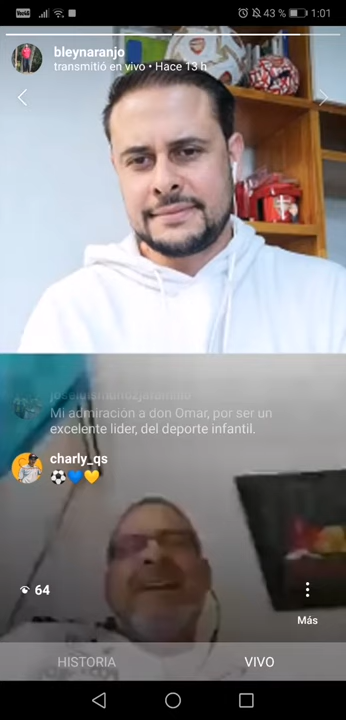 43 %
1:01
bleynaranjo
transmitió en vivo • Hace 13 h
Mi admiración a don Omar, por ser un
excelente lider, del deporte infantil.
charly_qs
64
Más
HISTORIA
VIVO